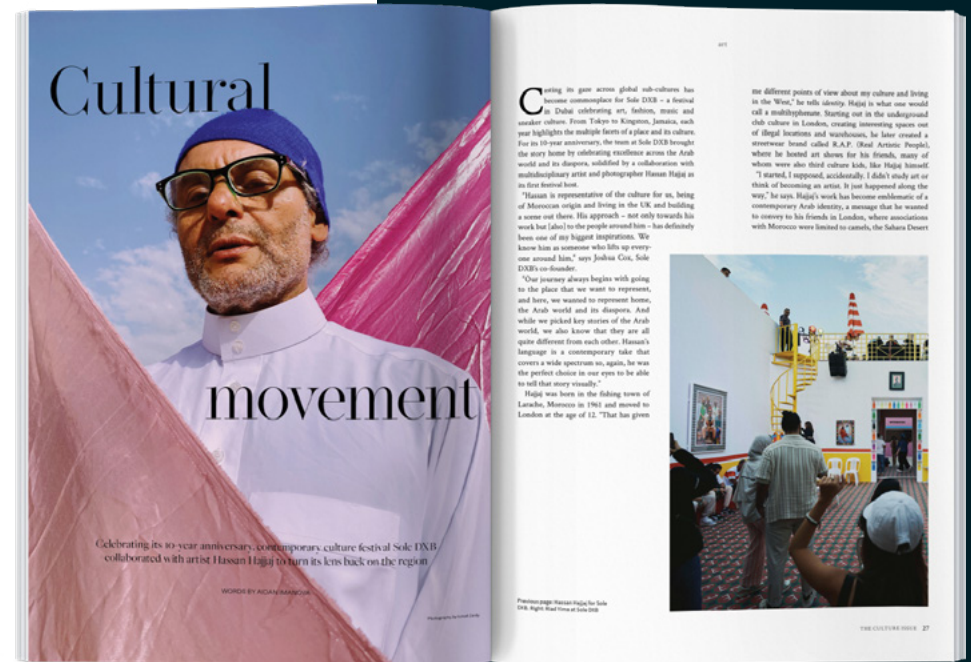 Cultural
movement
Celebrating its 10-year anniversary, contemporary culture festival Sole DXB
collaborated with artist Hassan Hajjaj to turn its lens back on the region
WORDS BY AIDAN IMANOVA
art
Casting its gaze across global sub-cultures has
become commonplace for Sole DXB – a festival
in Dubai celebrating art, fashion, music and
sneaker culture. From Tokyo to Kingston, Jamaica, each
year highlights the multiple facets of a place and its culture.
For its 10-year anniversary, the team at Sole DXB brought
the story home by celebrating excellence across the Arab
world and its diaspora, solidified by a collaboration with
multidisciplinary artist and photographer Hassan Hajjaj as
its first festival host.
"Hassan is representative of the culture for us, being
of Moroccan origin and living in the UK and building
a scene out there. His approach – not only towards his
work but [also] to the people around him – has definitely
been one of my biggest inspirations. We
know him as someone who lifts up every-
one around him," says Joshua Cox, Sole
DXB's co-founder.
"Our journey always begins with going
to the place that we want to represent,
and here, we wanted to represent home,
the Arab world and its diaspora. And
while we picked key stories of the Arab
world, we also know that they are all
quite different from each other. Hassan's
language is a contemporary take that
covers a wide spectrum so, again, he was
the perfect choice in our eyes to be able
to tell that story visually."
Hajjaj was born in the fishing town of
Larache, Morocco in 1961 and moved to
London at the age of 12. "That has given
me different points of view about my culture and living
in the West," he tells identity. Hajjaj is what one would
call a multihyphenate. Starting out in the underground
club culture in London, creating interesting spaces out
of illegal locations and warehouses, he later created a
streetwear brand called R.A.P. (Real Artistic People),
where he hosted art shows for his friends, many of
whom were also third culture kids, like Hajjaj himself.
"I started, I supposed, accidentally. I didn't study art or
think of becoming an artist. It just happened along the
way," he says. Hajjaj's work has become emblematic of a
contemporary Arab identity, a message that he wanted
to convey to his friends in London, where associations
with Morocco were limited to camels, the Sahara Desert
Previous page: Hassan Hajjaj for Sole
DXB. Right: Riad Yima at Sole DXB
THE CULTURE ISSUE 27